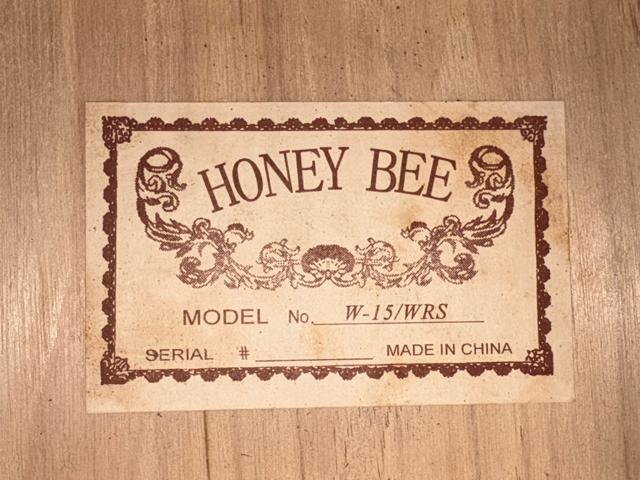 HONEY BEE
MODEL No. W-15/WRS
SERIAL # MADE IN CHINA